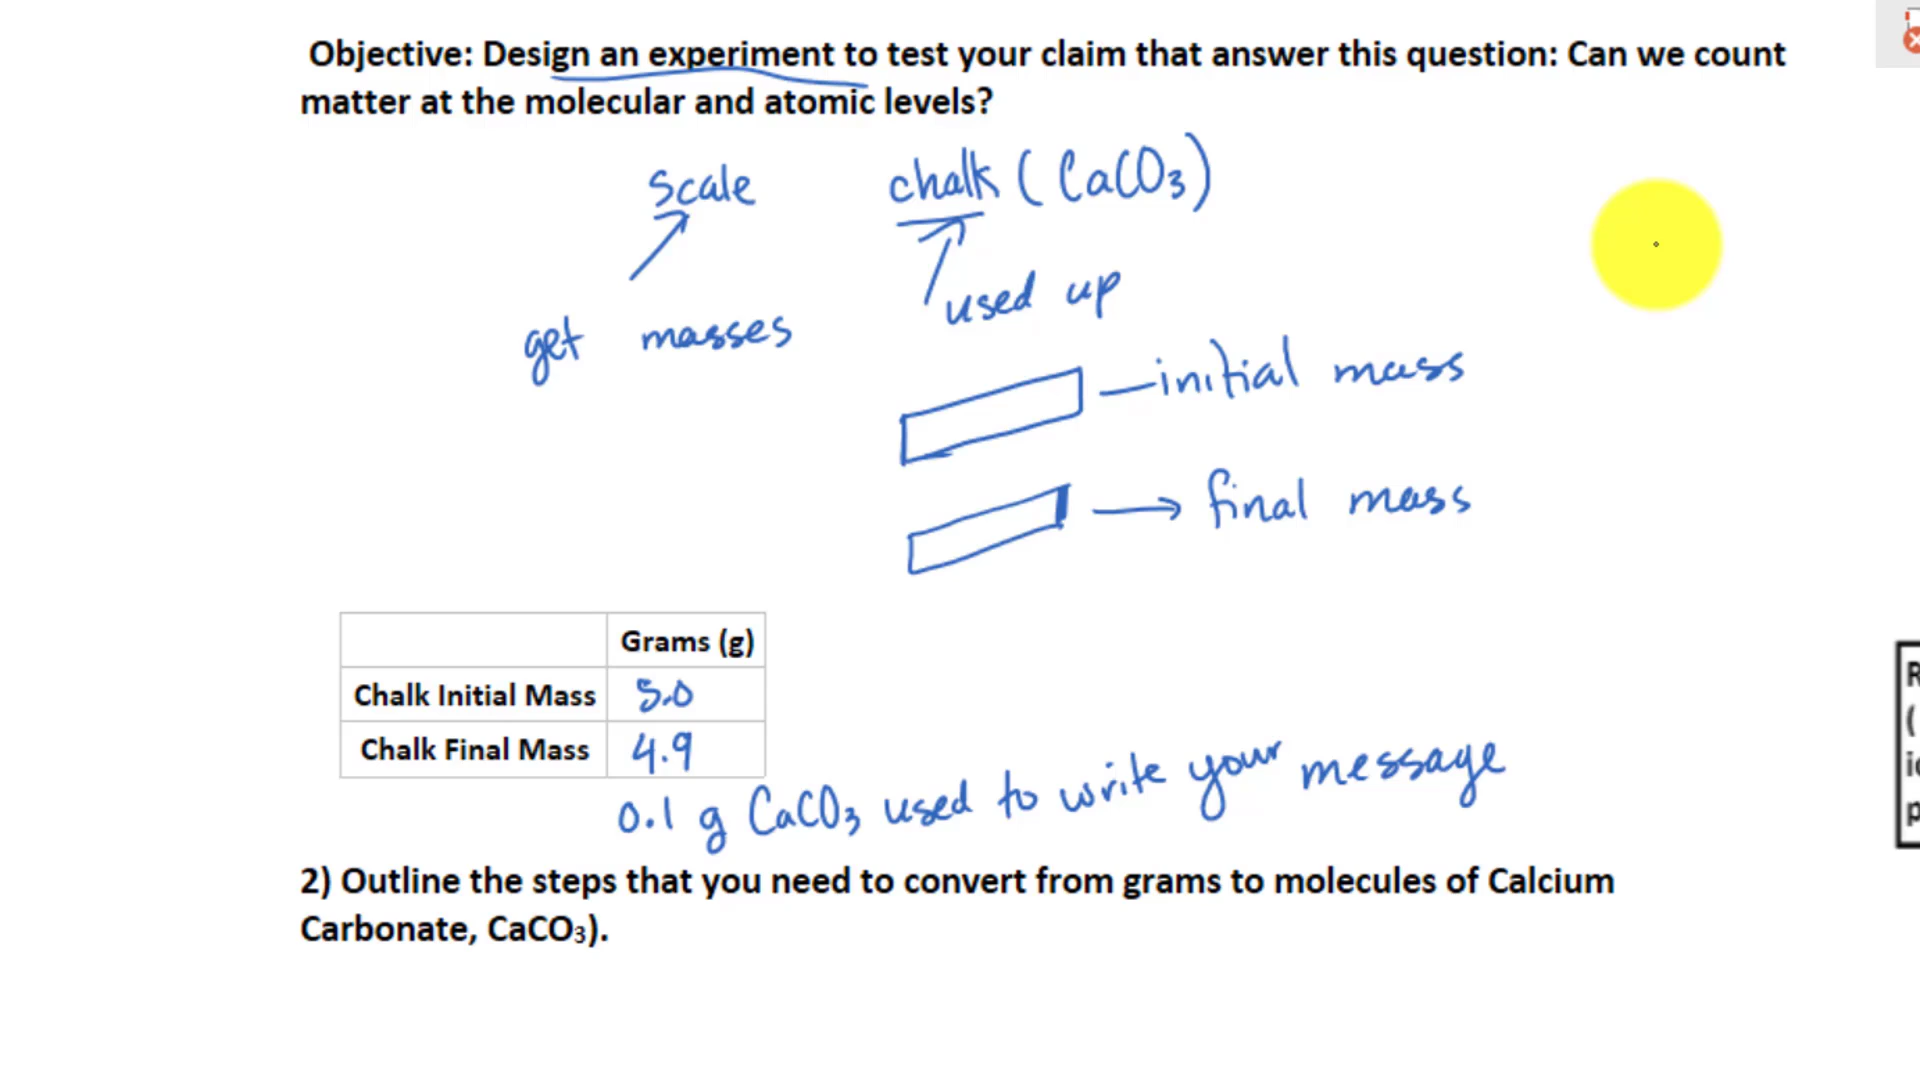 Objective: Design an experiment to test your claim that answer this question: Can we count
matter at the molecular and atomic levels?
scale chalk (CaCO3)
get masses used up
initial mass
final mass
Grams (g)
Chalk Initial Mass 5.0
Chalk Final Mass 4.9
0.1 g CaCO3 used to write your message
2) Outline the steps that you need to convert from grams to molecules of Calcium
Carbonate, CaCO3).